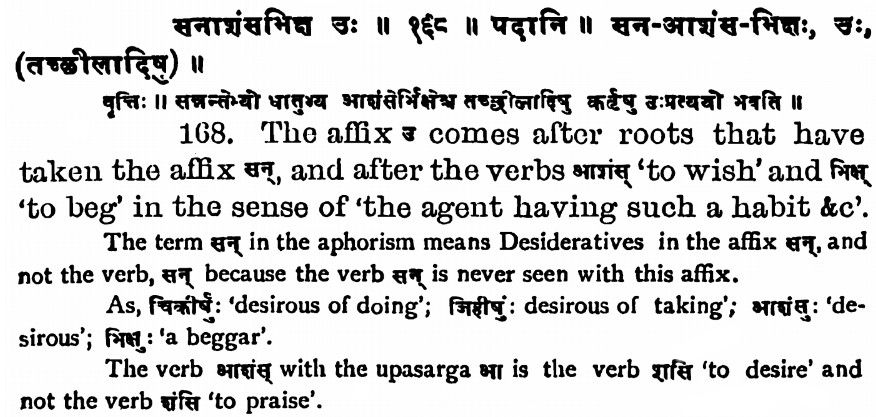 सनाशंसभिक्ष उः ॥ १६८ ॥ पदानि ॥ सन-आशंस-भिक्षः, उः,
(तच्छीलादिषु) ॥
वृत्तिः ॥ सन्नन्तेभ्यो धातुभ्य आशंसेर्भिक्षेश्च तच्छीलादिषु कर्तृषु उःप्रत्ययो भवति ॥
168. The affix उ comes after roots that have
taken the affix सन्, and after the verbs आशंस् 'to wish' and भिक्ष्
'to beg' in the sense of 'the agent having such a habit &c'.
The term सन् in the aphorism means Desideratives in the affix सन्, and
not the verb, सन् because the verb सन् is never seen with this affix.
As, चिकीर्षुः: 'desirous of doing'; जिहीर्षुः: desirous of taking'; आशंसुः: 'de-
sirous'; भिक्षुः: 'a beggar'.
The verb आशंस् with the upasarga आ is the verb शसि 'to desire' and
not the verb शंसि 'to praise'.